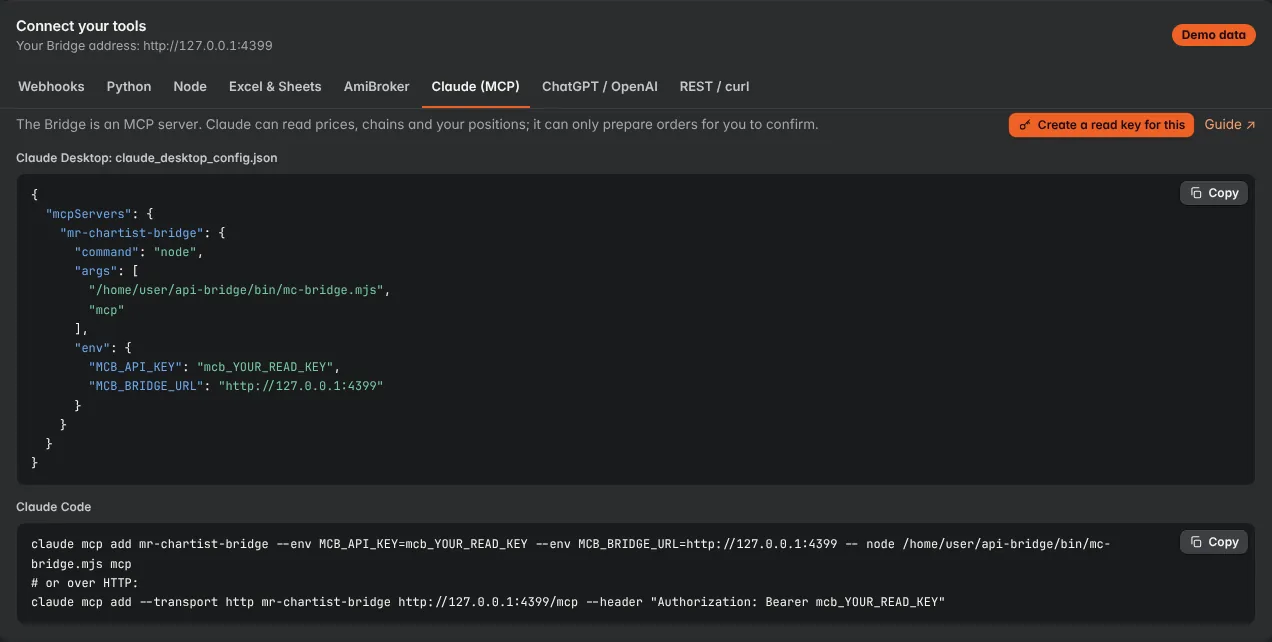 Connect your tools
Your Bridge address: http://127.0.0.1:4399
Demo data
Webhooks Python Node Excel & Sheets AmiBroker Claude (MCP) ChatGPT / OpenAI REST / curl
The Bridge is an MCP server. Claude can read prices, chains and your positions; it can only prepare orders for you to confirm.
Create a read key for this Guide ↗
Claude Desktop: claude_desktop_config.json
Copy
{
  "mcpServers": {
    "mr-chartist-bridge": {
      "command": "node",
      "args": [
        "/home/user/api-bridge/bin/mc-bridge.mjs",
        "mcp"
      ],
      "env": {
        "MCB_API_KEY": "mcb_YOUR_READ_KEY",
        "MCB_BRIDGE_URL": "http://127.0.0.1:4399"
      }
    }
  }
}
Claude Code
Copy
claude mcp add mr-chartist-bridge --env MCB_API_KEY=mcb_YOUR_READ_KEY --env MCB_BRIDGE_URL=http://127.0.0.1:4399 -- node /home/user/api-bridge/bin/mc-
bridge.mjs mcp
# or over HTTP:
claude mcp add --transport http mr-chartist-bridge http://127.0.0.1:4399/mcp --header "Authorization: Bearer mcb_YOUR_READ_KEY"